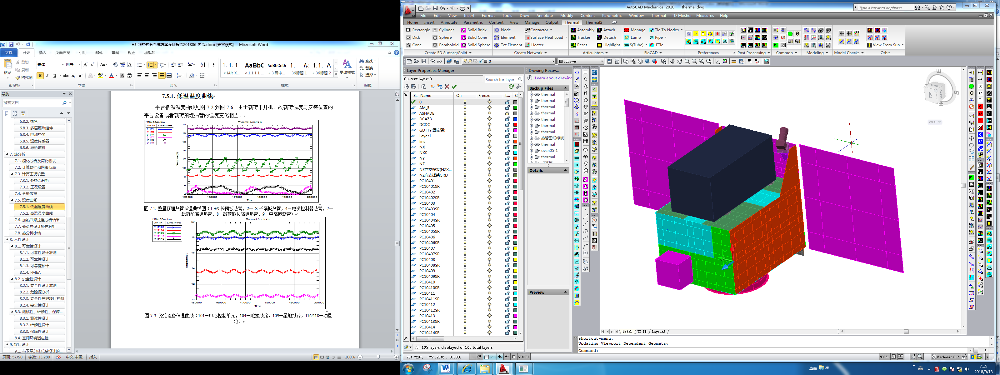 HJ-2E热控分系统方案设计报告201806-内部.docx [兼容模式] - Microsoft Word
文件 开始 插入 页面布局 引用 邮件 审阅 视图 加载项
粘贴 剪切 复制 格式刷
宋体 四号
1. 1. 1 AaBbC AaBbCcDc 1. A 1.1. A
!Alt_X... 1.1.1.1 ... 3.居中... 36标题 1 36标题 2
更改样式
查找
替换
选择
剪贴板 字体 段落 样式 编辑
导航
搜索文档
6.8.2. 热管
6.8.3. 多层隔热组件
6.8.4. 电加热器
6.8.5. 温度传感器
6.8.6. 导热填料
7. 热分析
7.1. 模化分析及简假设
7.2. 计算软件和网络节点
7.3. 计算工况设置
7.3.1. 外热流分析
7.3.2. 工况设置
7.4. 分析数据
7.5. 温度曲线
7.5.1. 低温温度曲线
7.5.2. 高温温度曲线
7.6. 加热回路控温分析结果
7.7. 载荷热设计补充分析
7.8. 热分析小结
8. 六性设计
8.1. 可靠性设计
8.1.1. 可靠性设计准则
8.1.2. 可靠性设计
8.1.3. 可靠度预计
8.1.4. FMEA
8.2. 安全性设计
8.2.1. 安全性设计准则
8.2.2. 危险源分析
8.2.3. 安全性关键项目控制
8.2.4. 安全性设计
8.3. 测试性、维修性、保障...
8.3.1. 测试性设计
8.3.2. 维修性设计
8.3.3. 保障性设计
8.4. 空间环境适应性
9. 接口设计
9.1. 与卫星总体总装设计的...
7.5.1. 低温温度曲线
平台低温温度曲线见图 7-2 到图 7-6。由于载荷未开机，故载荷温度与安装位置的
平台设备或者载荷预埋热管的温度变化相当。
[1]hj-5Bar-low.
Thermal Analysis
DATA LINETYPE
[1]T1
[1]T2
[1]T4
[1]T7
[1]T8
[1]T9
Temperature(T)
20
18
16
14
12
10
8
6
4
150000 160000 170000 180000 190000 200000
Time
图 7-2 整星预埋热管低温曲线图（1-+X 长隔板热管，2—-X 长隔板热管，4—电源控制器热管，7—
载荷舱底板热管，8—载荷舱长隔板热管，9—中隔板热管）
[1]hj-5Bar-low.
Thermal Analysis
DATA LINETYPE
[1]T101
[1]T104
[1]T109
[1]T116
[1]T118
Temperature(T)
20
18
16
14
12
10
150000 160000 170000 180000 190000 200000
Time
图 7-3 姿控设备低温曲线（101—中心控制单元，104—陀螺线路，109—星敏线路，116/118—动量
轮）
页面: 57/90 字数: 33,280 中文(中国) 插入 100%
AutoCAD Mechanical 2010 thermal.dwg
Type a keyword or phrase
File Edit View Insert Format Tools Draw Annotate Modify Content Parametric Window Thermal TD Mesher Measures Help
Home Insert Annotate Parametric Content View Manage Output Thermal Thermal2
Rectangle Cylinder Solid Brick Node Contactor Assembly Attach Manage Tie To Nodes
Disk Sphere Solid Cone Element Surface Heat Load Tracker Detach Lump Pipe
Cone Paraboloid Solid Sphere Tet Element Heater Reset Highlight S(Tube) FTie View From Sun
Create FD Surface/Solid Create Network Articulators FloCAD Preferences Post Processing Common Modeling Model Checks Orbit
0 ByLayer
Layer Properties Manager
Current layer: 0
Search for layer
S.. Name On Freeze L... C
0
AM_5
ASHADE
DCAZB
DCDC
GDTTY(固定翼)
Layer1
lins
NX
NXS
NY
NZ
NZ向支撑架(NZX...
NZ向支撑架GRD
PC10401
PC10401SR
PC10402
PC10402SR
PC10403
PC10403SR
PC10404
PC10404SR
PC10405
PC10405SR
PC10406
PC10406SR
PC10407
PC10407SR
PC10408
PC10408SR
PC10409
PC10409SR
PC10410
PC10410SR
PC10411
PC10411SR
PC10412
PC10412SR
PC10413
PC10413SR
PC10414
PC10414SR
All: 105 layers displayed of 105 total layers
Drawing Recov...
Learn about drawing
Backup Files
thermal
thermal
thermal
thermal
thermal
thermal
thermal
热管图纸模板
thermal
ovsn05-1
thermal
Details
Preview
TOP
E
S
WCS
Model TD PP Layout2
shortcut-menu.
Updating Viewport Dependent Geometry
Command:
784.7287, -757.2346 , 0.0000 STRUCT
MODEL Mechanical
桌面 库
7:15
2018/9/13